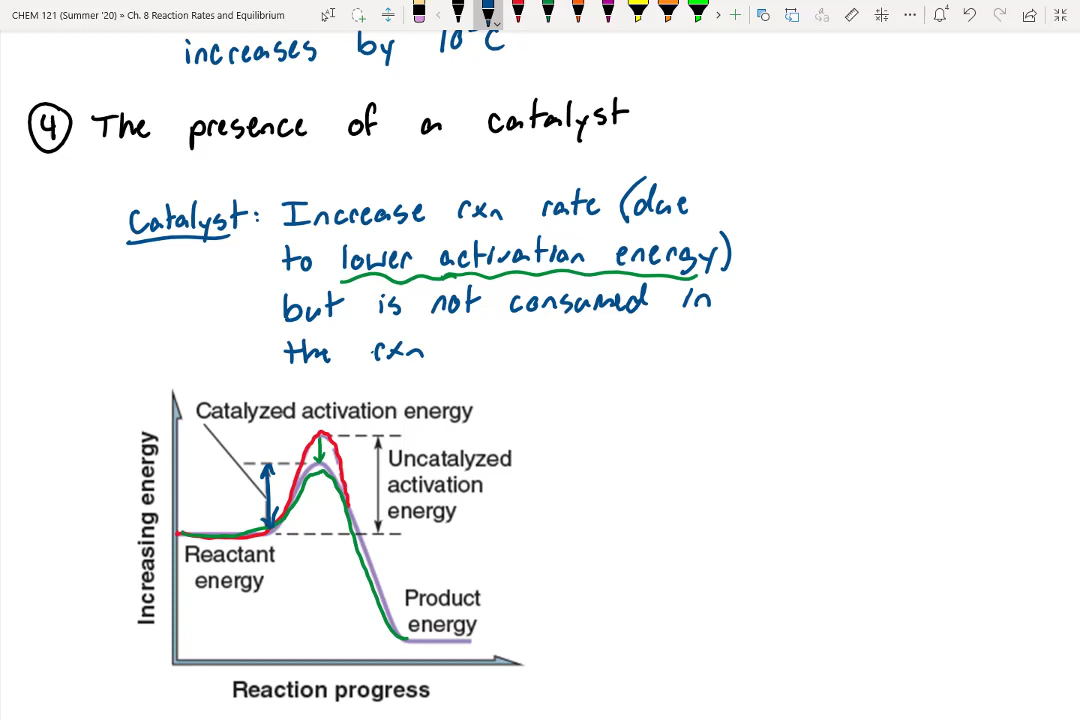 CHEM 121 (Summer '20) » Ch. 8 Reaction Rates and Equilibrium
increases by 10°C
4 The presence of a catalyst
Catalyst: Increase rxn rate (due
to lower activation energy)
but is not consumed in
the rxn
Catalyzed activation energy
Uncatalyzed
activation
energy
Reactant
energy
Product
energy
Increasing energy
Reaction progress